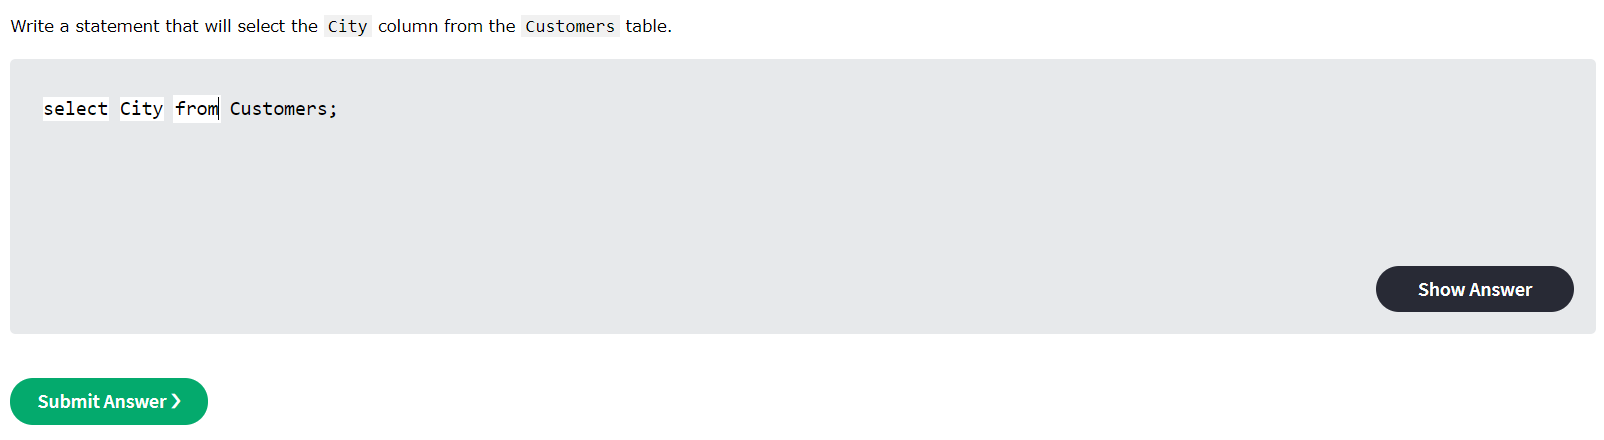 Write a statement that will select the City column from the Customers table.
select City from Customers;
Show Answer
Submit Answer ❯